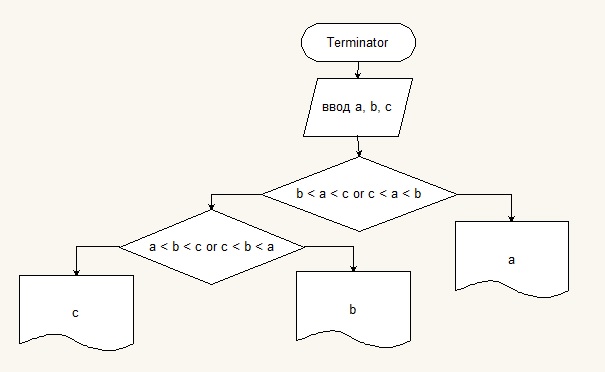 Terminator
ввод a, b, c
b < a < c or c < a < b
a < b < c or c < b < a
a
c
b